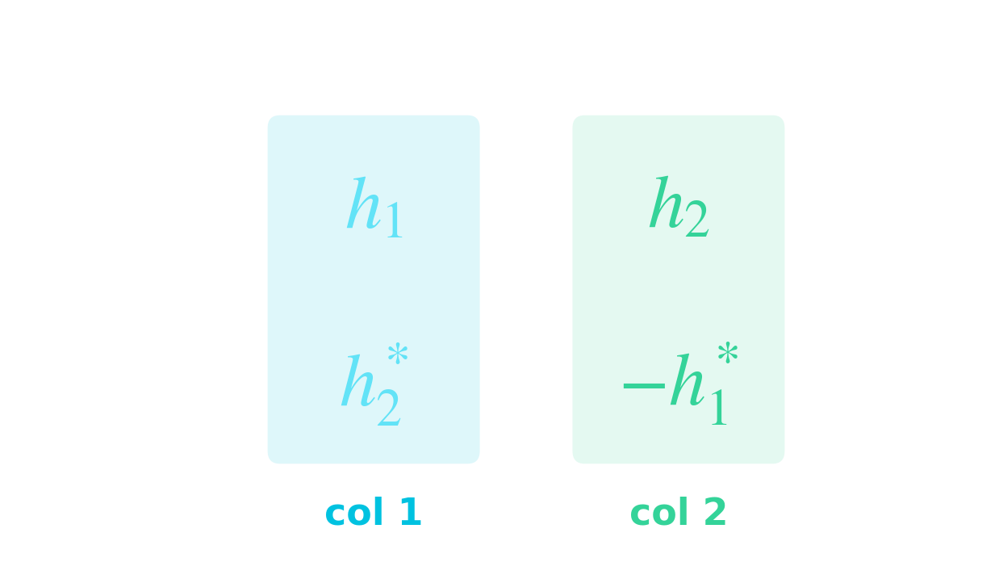 h₁ h₂
h₂* −h₁*
col 1 col 2